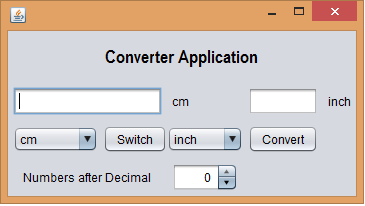 Converter Application
cm inch
cm Switch inch Convert
Numbers after Decimal 0